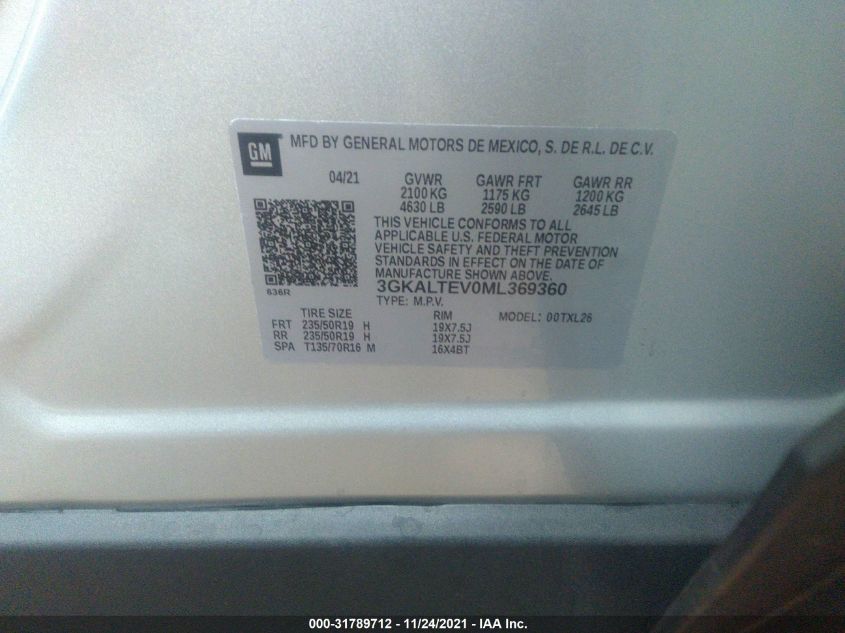 GM MFD BY GENERAL MOTORS DE MEXICO, S. DE R.L. DE C.V.
04/21 GVWR GAWR FRT GAWR RR
2100 KG 1175 KG 1200 KG
4630 LB 2590 LB 2645 LB
THIS VEHICLE CONFORMS TO ALL
APPLICABLE U.S. FEDERAL MOTOR
VEHICLE SAFETY AND THEFT PREVENTION
STANDARDS IN EFFECT ON THE DATE OF
MANUFACTURE SHOWN ABOVE.
3GKALTEV0ML369360
636R
TYPE: M.P.V.
TIRE SIZE RIM MODEL: 00TXL26
FRT 235/50R19 H 19X7.5J
RR 235/50R19 H 19X7.5J
SPA T135/70R16 M 16X4BT
000-31789712 - 11/24/2021 - IAA Inc.